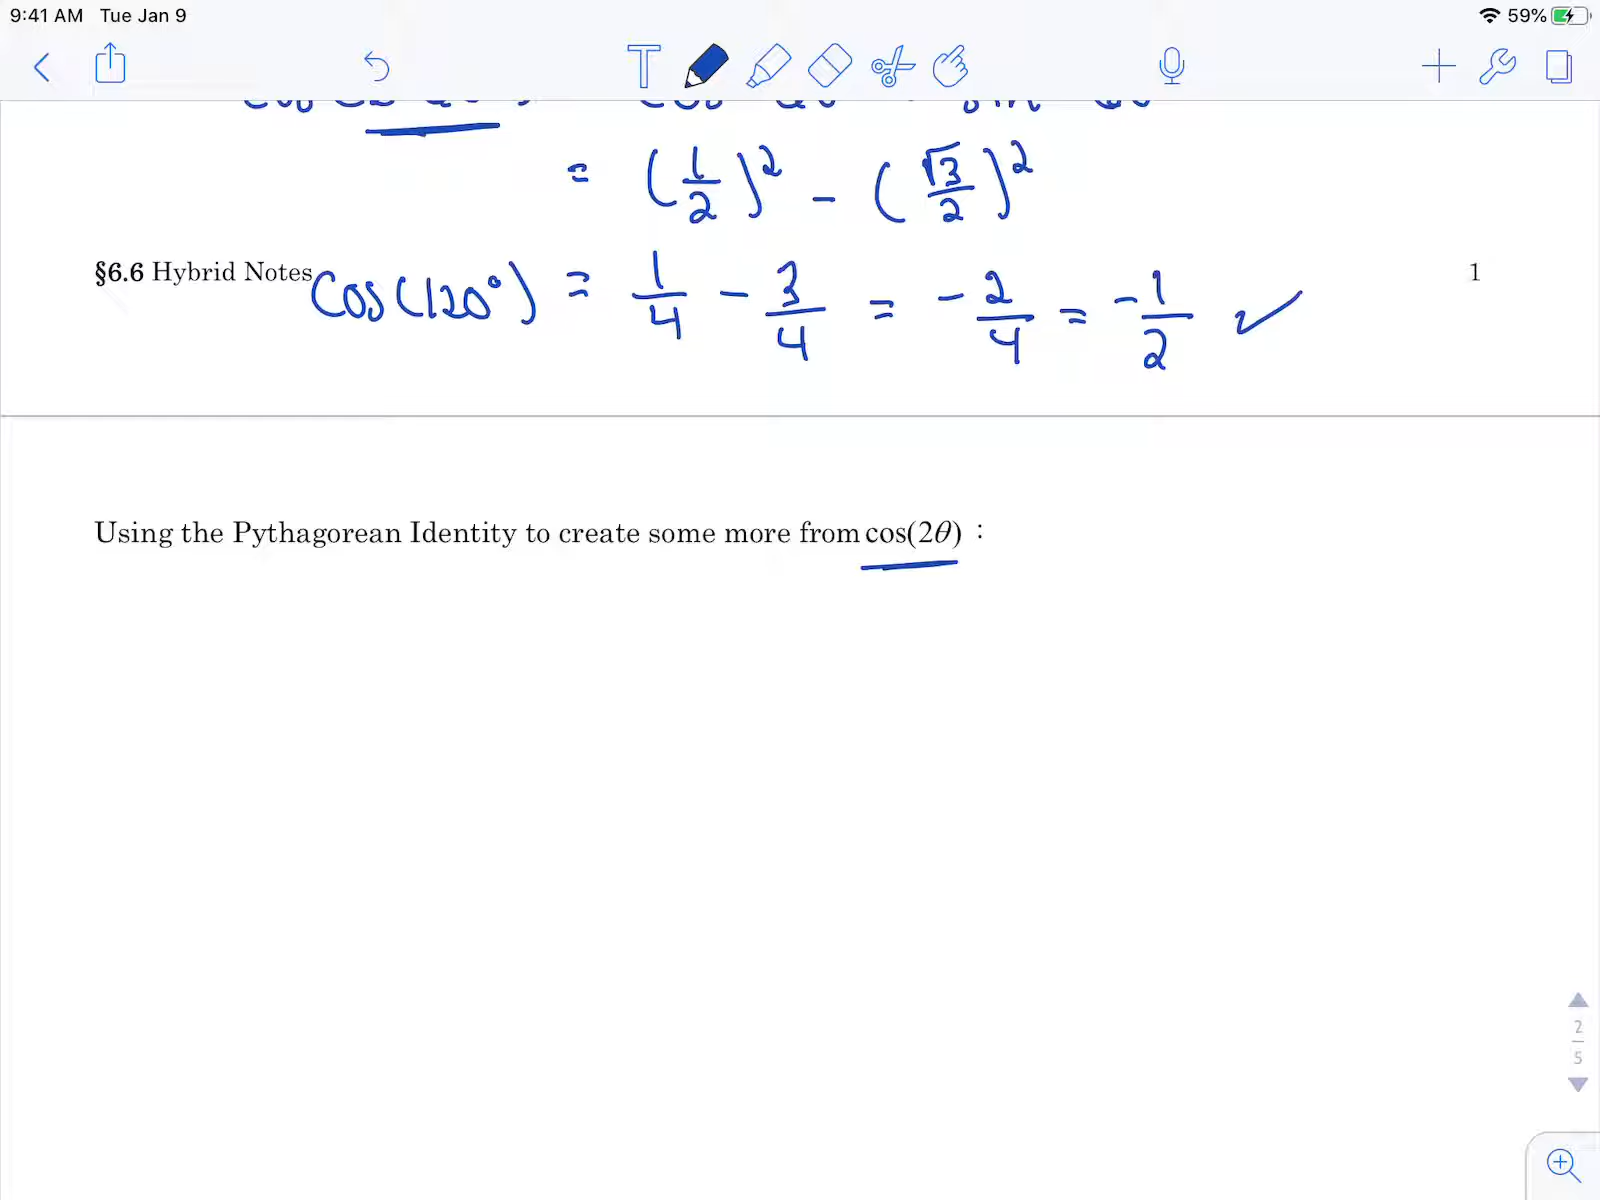 9:41 AM Tue Jan 9 59%
T
= (1/2)² - (√3/2)²
§6.6 Hybrid Notes 1
Cos(120°) = 1/4 - 3/4 = -2/4 = -1/2 ✓
Using the Pythagorean Identity to create some more from cos(2θ) :
2
5